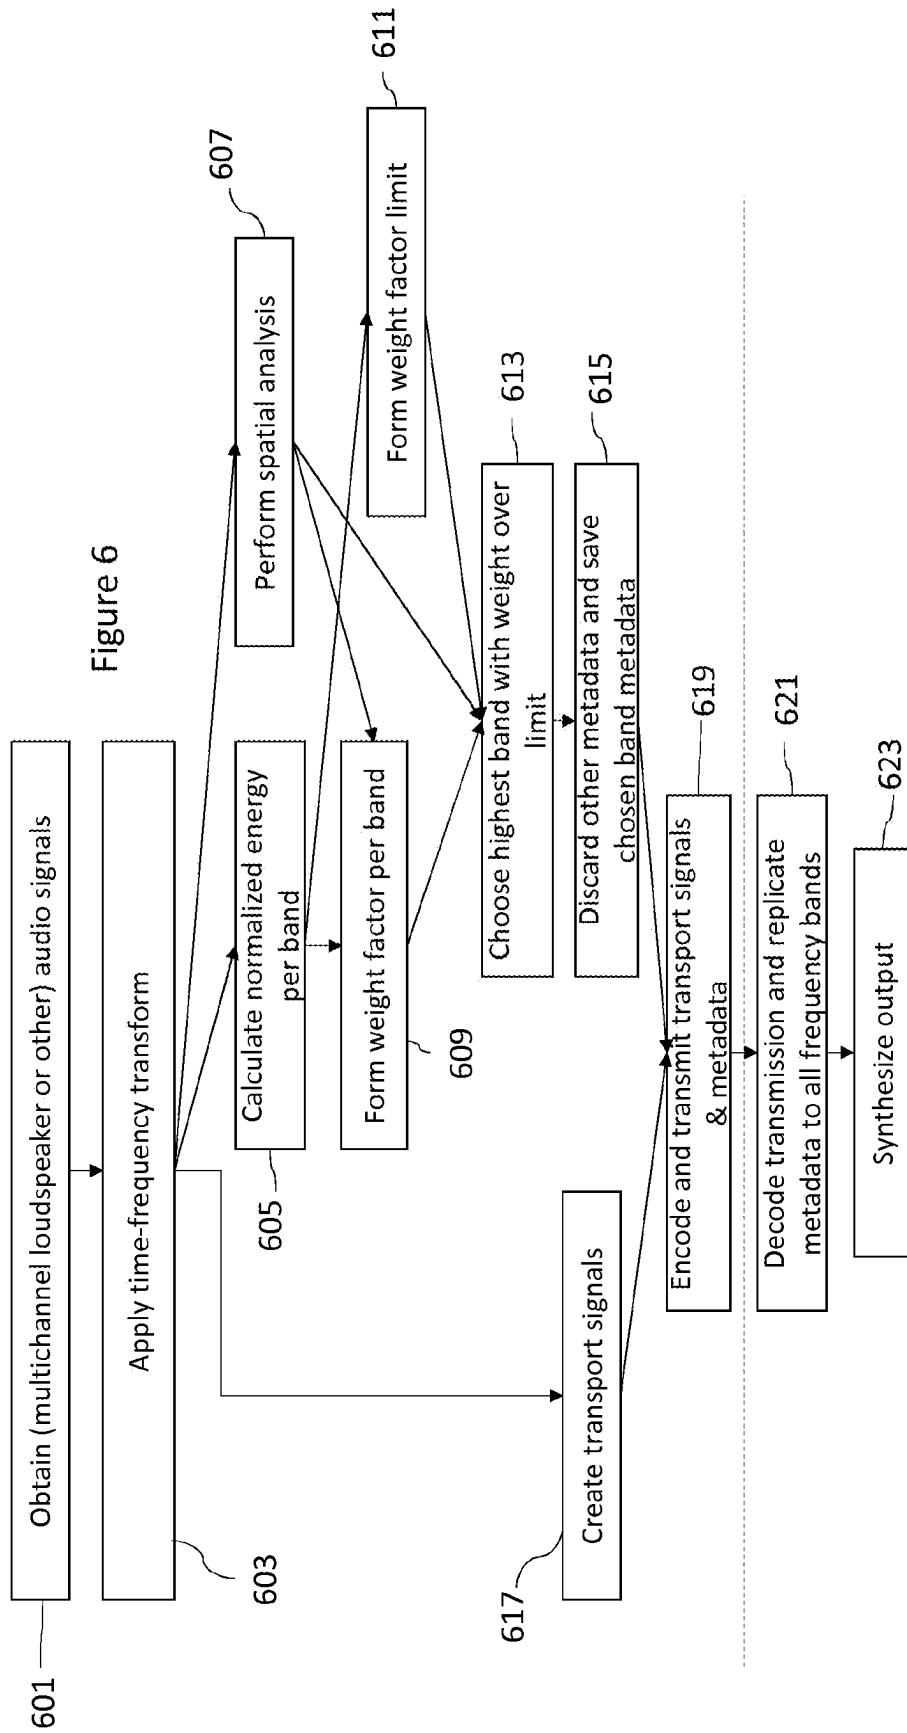 Figure 6
Obtain (multichannel loudspeaker or other) audio signals
601
Apply time-frequency transform
603
Calculate normalized energy
per band
605
Perform spatial analysis
607
Form weight factor per band
609
Form weight factor limit
611
Choose highest band with weight over
limit
613
Discard other metadata and save
chosen band metadata
615
Create transport signals
617
Encode and transmit transport signals
& metadata
619
Decode transmission and replicate
metadata to all frequency bands
621
Synthesize output
623